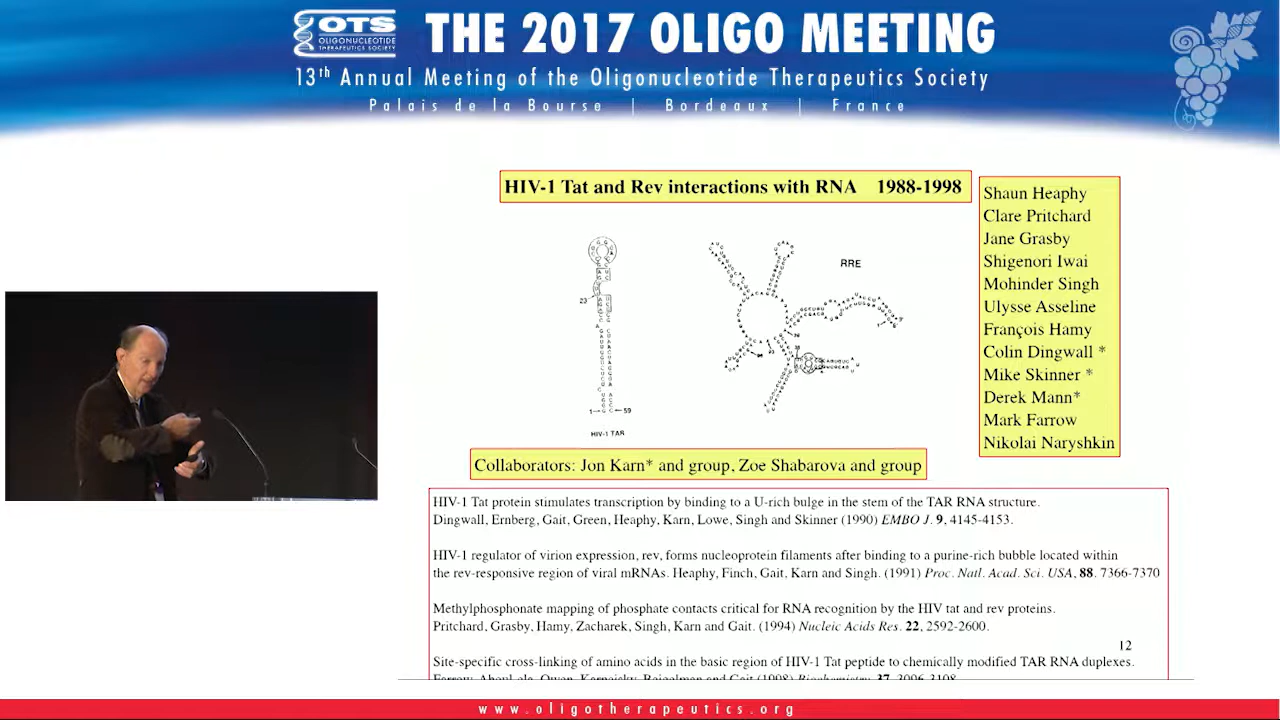 OTS
OLIGONUCLEOTIDE
THERAPEUTICS SOCIETY
THE 2017 OLIGO MEETING
13th Annual Meeting of the Oligonucleotide Therapeutics Society
Palais de la Bourse | Bordeaux | France
HIV-1 Tat and Rev interactions with RNA 1988-1998
Shaun Heaphy
Clare Pritchard
Jane Grasby
Shigenori Iwai
Mohinder Singh
Ulysse Asseline
François Hamy
Colin Dingwall *
Mike Skinner *
Derek Mann*
Mark Farrow
Nikolai Naryshkin
RRE
23
1
59
HIV-1 TAR
Collaborators: Jon Karn* and group, Zoe Shabarova and group
HIV-1 Tat protein stimulates transcription by binding to a U-rich bulge in the stem of the TAR RNA structure.
Dingwall, Ernberg, Gait, Green, Heaphy, Karn, Lowe, Singh and Skinner (1990) EMBO J. 9, 4145-4153.
HIV-1 regulator of virion expression, rev, forms nucleoprotein filaments after binding to a purine-rich bubble located within
the rev-responsive region of viral mRNAs. Heaphy, Finch, Gait, Karn and Singh. (1991) Proc. Natl. Acad. Sci. USA, 88. 7366-7370
Methylphosphonate mapping of phosphate contacts critical for RNA recognition by the HIV tat and rev proteins.
Pritchard, Grasby, Hamy, Zacharek, Singh, Karn and Gait. (1994) Nucleic Acids Res. 22, 2592-2600.
12
Site-specific cross-linking of amino acids in the basic region of HIV-1 Tat peptide to chemically modified TAR RNA duplexes.
www.oligotherapeutics.org